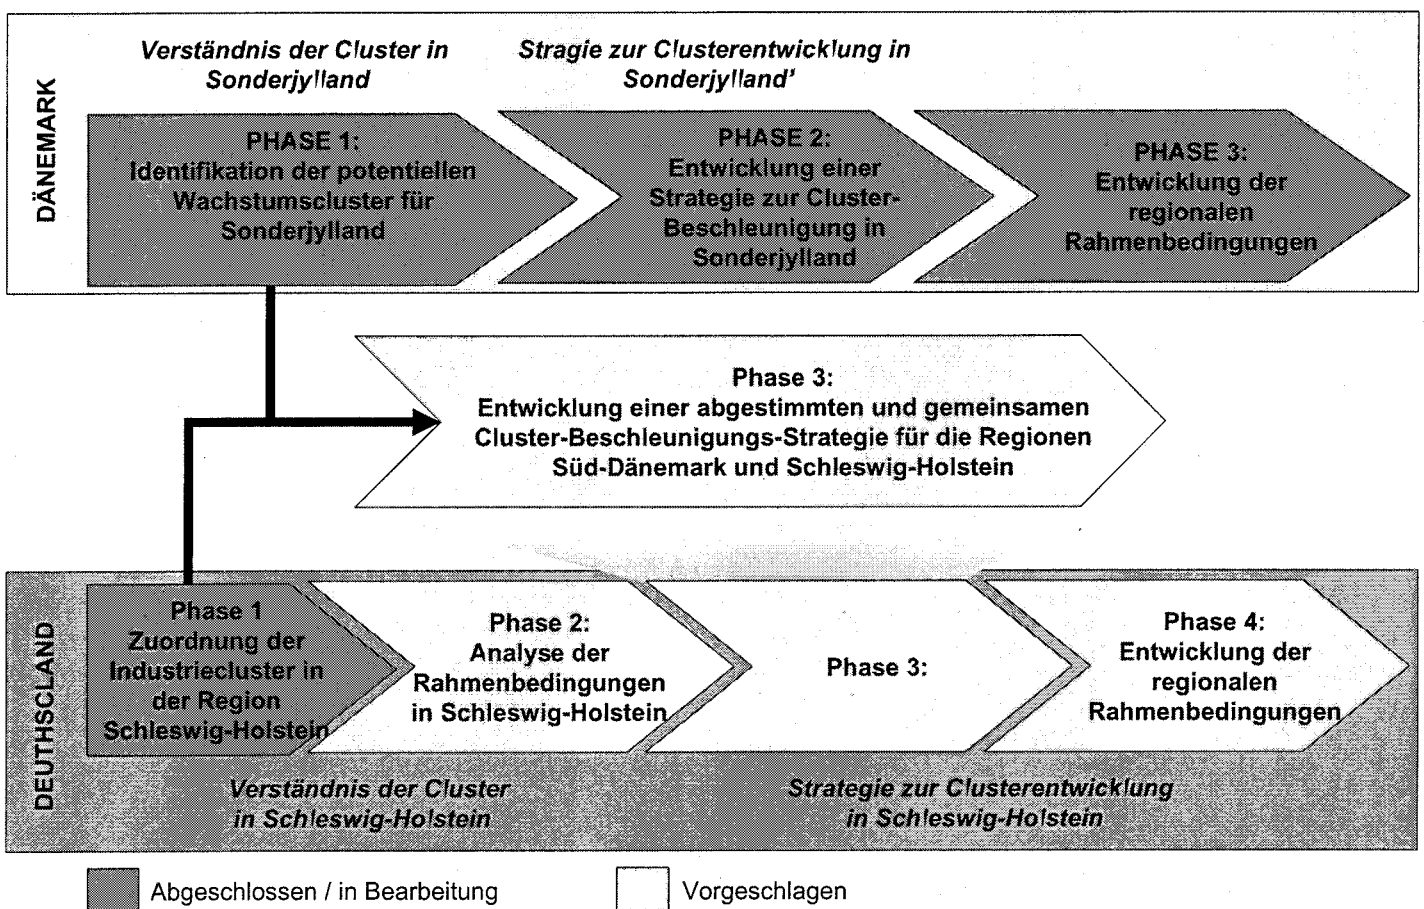 DÄNEMARK
Verständnis der Cluster in
Sonderjylland
Stragie zur Clusterentwicklung in
Sonderjylland'
PHASE 1:
Identifikation der potentiellen
Wachstumscluster für
Sonderjylland
PHASE 2:
Entwicklung einer
Strategie zur Cluster-
Beschleunigung in
Sonderjylland
PHASE 3:
Entwicklung der
regionalen
Rahmenbedingungen
Phase 3:
Entwicklung einer abgestimmten und gemeinsamen
Cluster-Beschleunigungs-Strategie für die Regionen
Süd-Dänemark und Schleswig-Holstein
DEUTHSCLAND
Phase 1
Zuordnung der
Industriecluster in
der Region
Schleswig-Holstein
Phase 2:
Analyse der
Rahmenbedingungen
in Schleswig-Holstein
Phase 3:
Phase 4:
Entwicklung der
regionalen
Rahmenbedingungen
Verständnis der Cluster
in Schleswig-Holstein
Strategie zur Clusterentwicklung
in Schleswig-Holstein
Abgeschlossen / in Bearbeitung
Vorgeschlagen